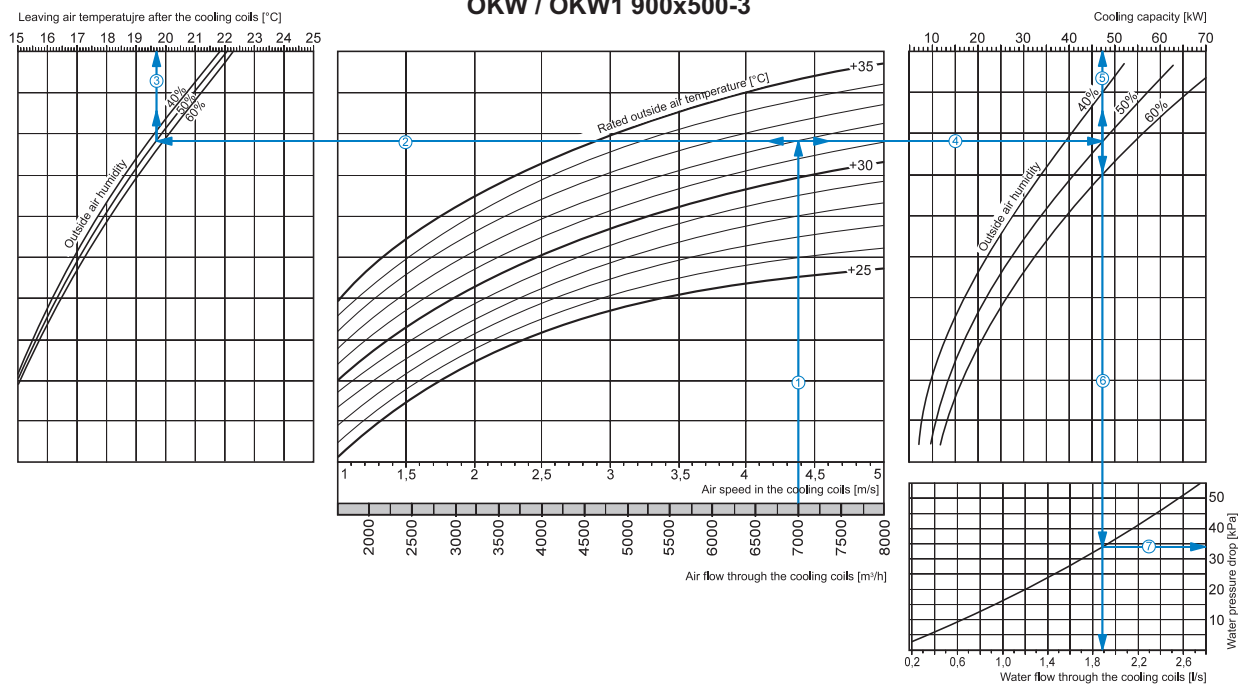 OKW / OKW1 900x500-3
Leaving air temperatujre after the cooling coils [°C]
15 16 17 18 19 20 21 22 23 24 25
3
40%
50%
60%
Outside air humidity
2
Rated outside air temperature [°C]
+35
+30
+25
1
1 1,5 2 2,5 3 3,5 4 4,5 5
Air speed in the cooling coils [m/s]
2000 2500 3000 3500 4000 4500 5000 5500 6000 6500 7000 7500 8000
Air flow through the cooling coils [m³/h]
Cooling capacity [kW]
10 20 30 40 50 60 70
5
40%
50%
60%
4
Outside air humidity
6
50
40
30
20
10
7
Water pressure drop [kPa]
0,2 0,6 1,0 1,4 1,8 2,2 2,6
Water flow through the cooling coils [l/s]